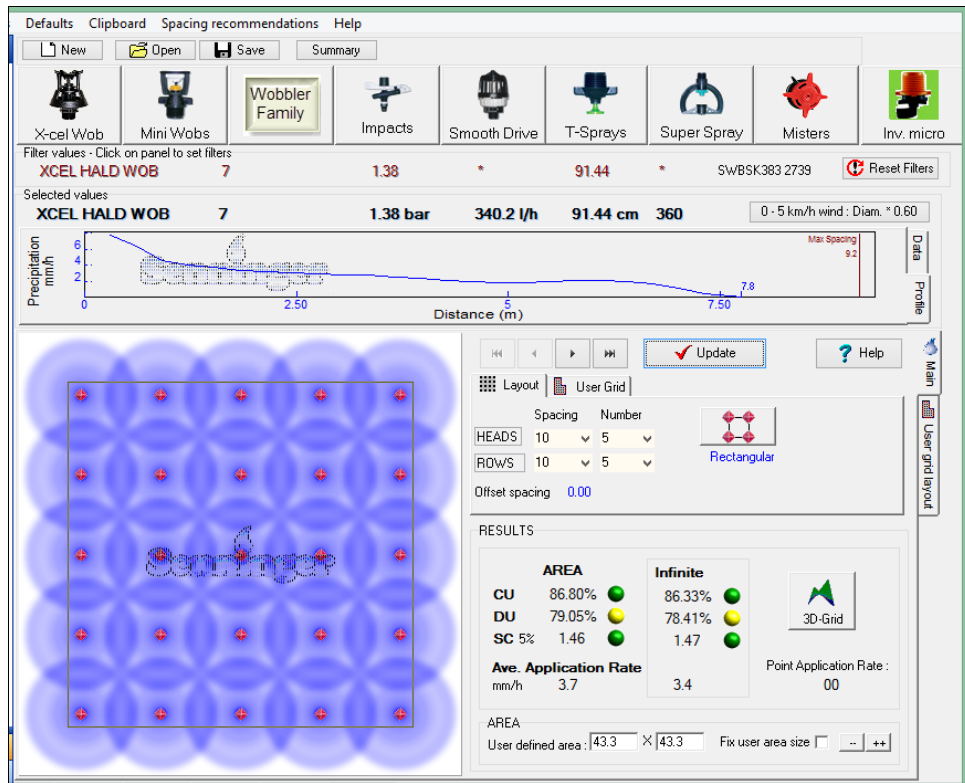 Defaults Clipboard Spacing recommendations Help
New Open Save Summary
X-cel Wob Mini Wobs Wobbler Family Impacts Smooth Drive T-Sprays Super Spray Misters Inv. micro
Filter values - Click on panel to set filters
XCEL HALD WOB 7 1.38 * 91.44 * SWBSK383 2739 Reset Filters
Selected values
XCEL HALD WOB 7 1.38 bar 340.2 l/h 91.44 cm 360 0 - 5 km/h wind : Diam. * 0.60
Precipitation mm/h
6
4
2
Senninger
Max Spacing
9.2
7.8
0 2.50 5 7.50
Distance (m)
Data
Profile
Update Help
Main
User grid layout
Layout User Grid
Spacing Number
HEADS 10 5
ROWS 10 5
Rectangular
Offset spacing 0.00
Senninger
RESULTS
AREA Infinite
CU 86.80% 86.33%
DU 79.05% 78.41%
SC 5% 1.46 1.47
3D-Grid
Ave. Application Rate Point Application Rate :
mm/h 3.7 3.4 00
AREA
User defined area : 43.3 X 43.3 Fix user area size -- ++